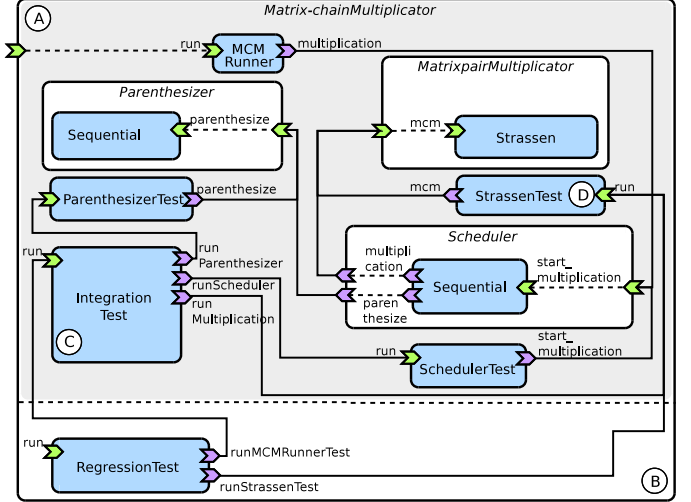 A
Matrix-chainMultiplicator
run
MCM
Runner
multiplication
Parenthesizer
Sequential
parenthesize
MatrixpairMultiplicator
mcm
Strassen
ParenthesizerTest
parenthesize
mcm
StrassenTest
D
run
run
Integration
Test
C
run
Parenthesizer
runScheduler
run
Multiplication
Scheduler
multipli
cation
paren
thesize
Sequential
start_
multiplication
run
SchedulerTest
start_
multiplication
run
RegressionTest
runMCMRunnerTest
runStrassenTest
B